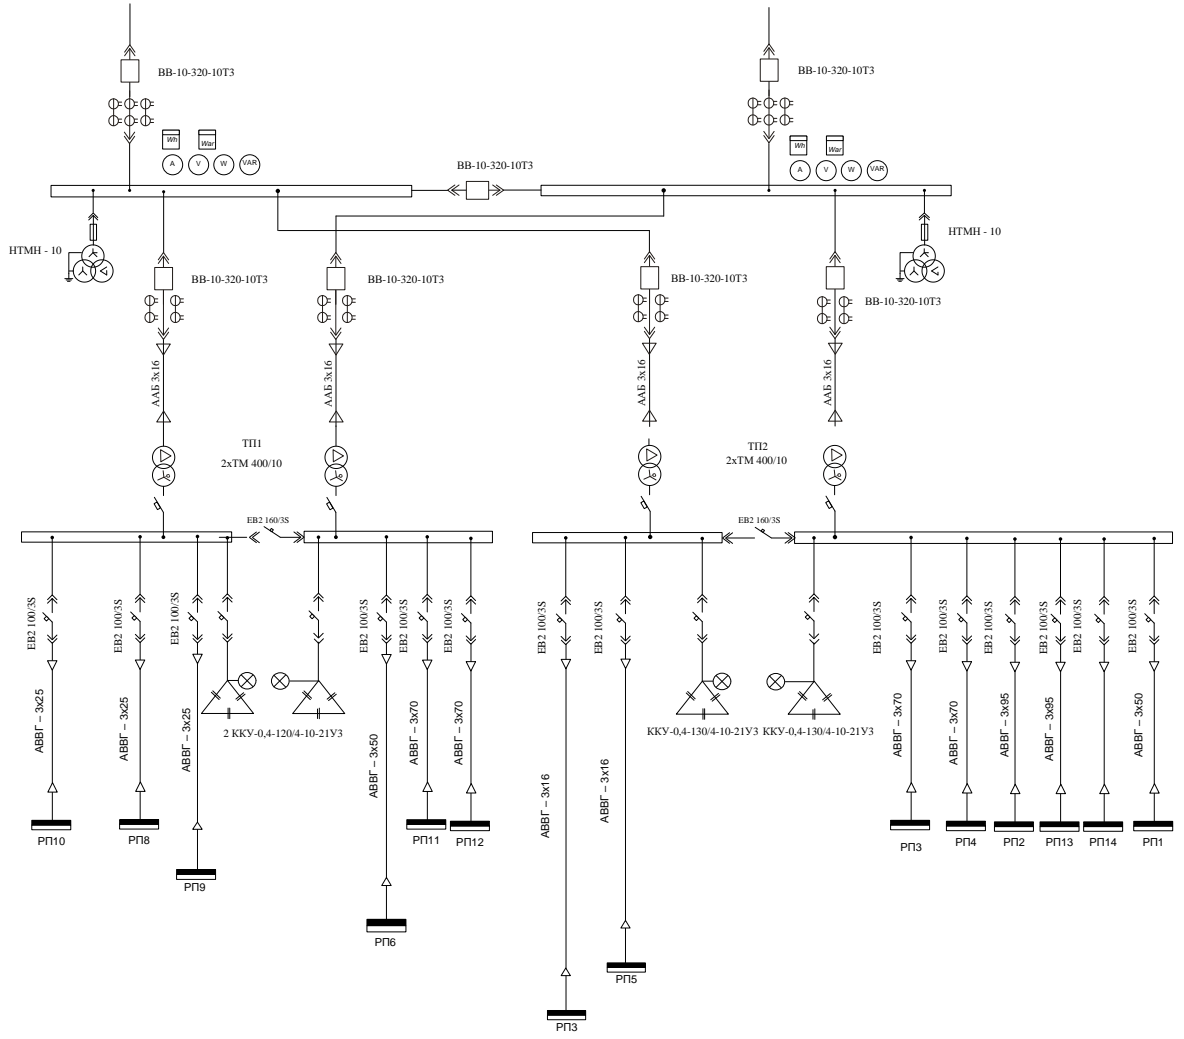 ВВ-10-320-10Т3
ВВ-10-320-10Т3
Wh
War
A
V
W
VAR
Wh
War
A
V
W
VAR
ВВ-10-320-10Т3
НТМН - 10
НТМН - 10
ВВ-10-320-10Т3
ВВ-10-320-10Т3
ВВ-10-320-10Т3
ВВ-10-320-10Т3
ААБ 3х16
ААБ 3х16
ААБ 3х16
ААБ 3х16
ТП1
2хТМ 400/10
ТП2
2хТМ 400/10
ЕВ2 160/3S
ЕВ2 160/3S
ЕВ2 100/3S
ЕВ2 100/3S
ЕВ2 100/3S
ЕВ2 100/3S
ЕВ2 100/3S
ЕВ2 100/3S
ЕВ2 100/3S
ЕВ2 100/3S
ЕВ2 100/3S
ЕВ2 100/3S
ЕВ2 100/3S
ЕВ2 100/3S
ЕВ2 100/3S
ЕВ2 100/3S
АВВГ – 3х25
АВВГ – 3х25
АВВГ – 3х25
2 ККУ-0,4-120/4-10-21У3
АВВГ – 3х50
АВВГ – 3х70
АВВГ – 3х70
АВВГ – 3х16
АВВГ – 3х16
ККУ-0,4-130/4-10-21У3
ККУ-0,4-130/4-10-21У3
АВВГ – 3х70
АВВГ – 3х70
АВВГ – 3х95
АВВГ – 3х95
АВВГ – 3х50
РП10
РП8
РП9
РП6
РП11
РП12
РП3
РП5
РП3
РП4
РП2
РП13
РП14
РП1